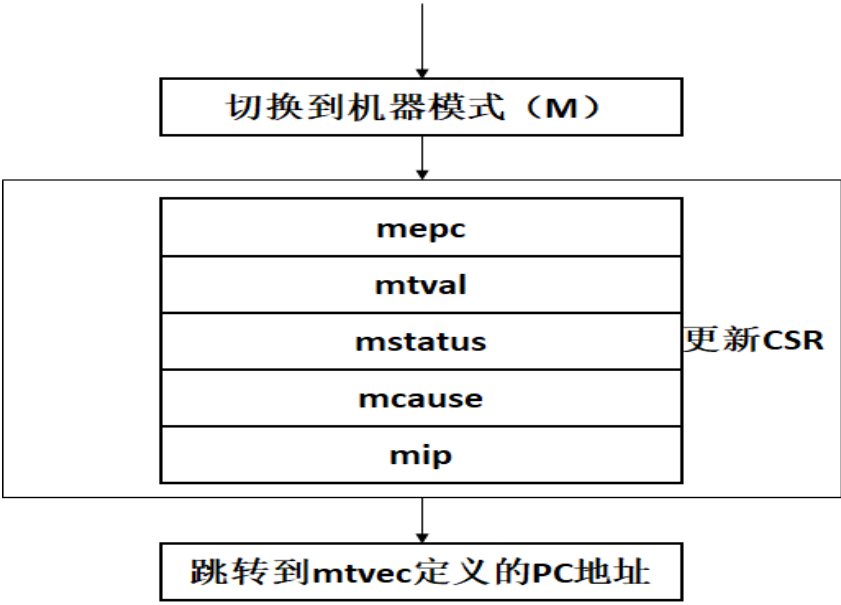 切换到机器模式（M）
mepc
mtval
mstatus
更新CSR
mcause
mip
跳转到mtvec定义的PC地址